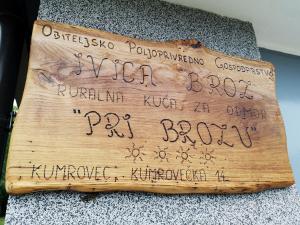 OBITELJSKO POLJOPRIVREDNO GOSPODARSTVO
IVICA BROZ
RURALNA KUĆA ZA ODMOR
"PRI BROZU"
KUMROVEC, KUMROVEČKA 14